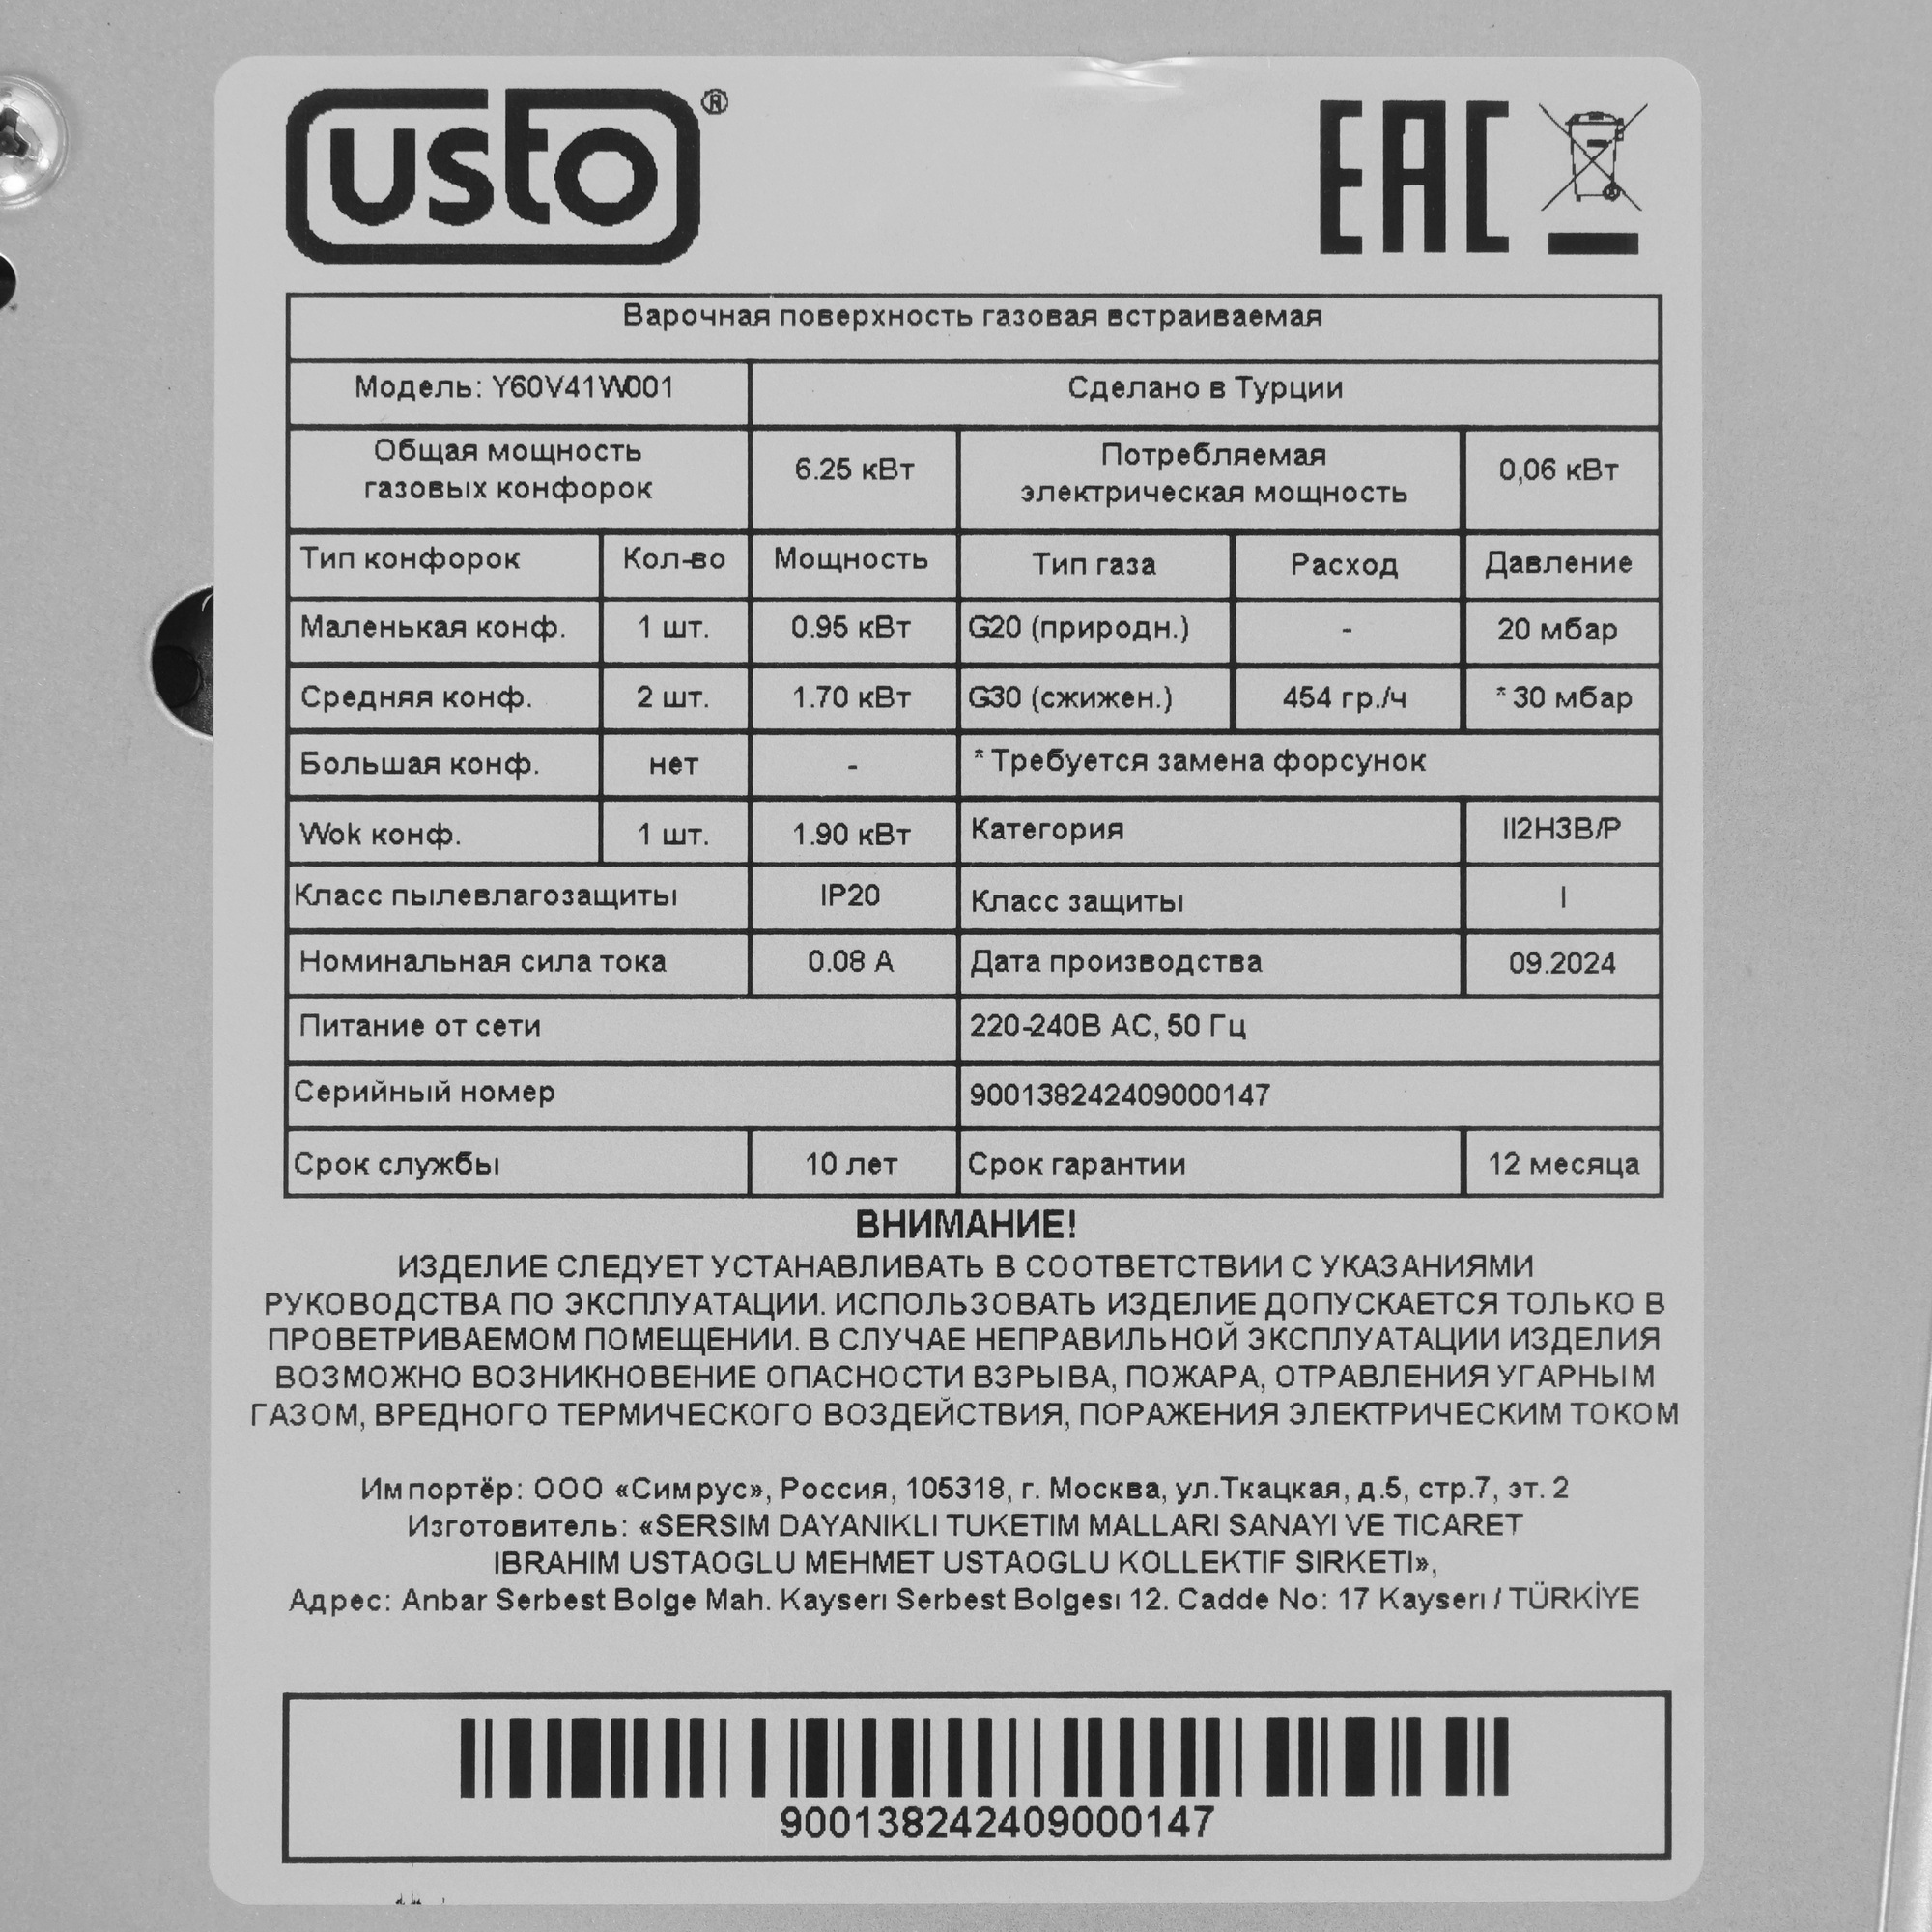 usto®
EAC
Варочная поверхность газовая встраиваемая
Модель: Y60V41W001
Сделано в Турции
Общая мощность
газовых конфорок
6.25 кВт
Потребляемая
электрическая мощность
0,06 кВт
Тип конфорок Кол-во Мощность Тип газа Расход Давление
Маленькая конф. 1 шт. 0.95 кВт G20 (природн.) - 20 мбар
Средняя конф. 2 шт. 1.70 кВт G30 (сжижен.) 454 гр./ч *30 мбар
Большая конф. нет - * Требуется замена форсунок
Wok конф. 1 шт. 1.90 кВт Категория II2H3B/P
Класс пылевлагозащиты IP20 Класс защиты I
Номинальная сила тока 0.08 А Дата производства 09.2024
Питание от сети 220-240В АС, 50 Гц
Серийный номер 900138242409000147
Срок службы 10 лет Срок гарантии 12 месяца
ВНИМАНИЕ!
ИЗДЕЛИЕ СЛЕДУЕТ УСТАНАВЛИВАТЬ В СООТВЕТСТВИИ С УКАЗАНИЯМИ
РУКОВОДСТВА ПО ЭКСПЛУАТАЦИИ. ИСПОЛЬЗОВАТЬ ИЗДЕЛИЕ ДОПУСКАЕТСЯ ТОЛЬКО В
ПРОВЕТРИВАЕМОМ ПОМЕЩЕНИИ. В СЛУЧАЕ НЕПРАВИЛЬНОЙ ЭКСПЛУАТАЦИИ ИЗДЕЛИЯ
ВОЗМОЖНО ВОЗНИКНОВЕНИЕ ОПАСНОСТИ ВЗРЫВА, ПОЖАРА, ОТРАВЛЕНИЯ УГАРНЫМ
ГАЗОМ, ВРЕДНОГО ТЕРМИЧЕСКОГО ВОЗДЕЙСТВИЯ, ПОРАЖЕНИЯ ЭЛЕКТРИЧЕСКИМ ТОКОМ
Импортёр: ООО «Симрус», Россия, 105318, г. Москва, ул.Ткацкая, д.5, стр.7, эт. 2
Изготовитель: «SERSIM DAYANIKLI TUKETIM MALLARI SANAYI VE TICARET
IBRAHIM USTAOGLU MEHMET USTAOGLU KOLLEKTIF SIRKETI»,
Адрес: Anbar Serbest Bolge Mah. Kayserı Serbest Bolgesı 12. Cadde No: 17 Kayserı / TÜRKİYE
900138242409000147